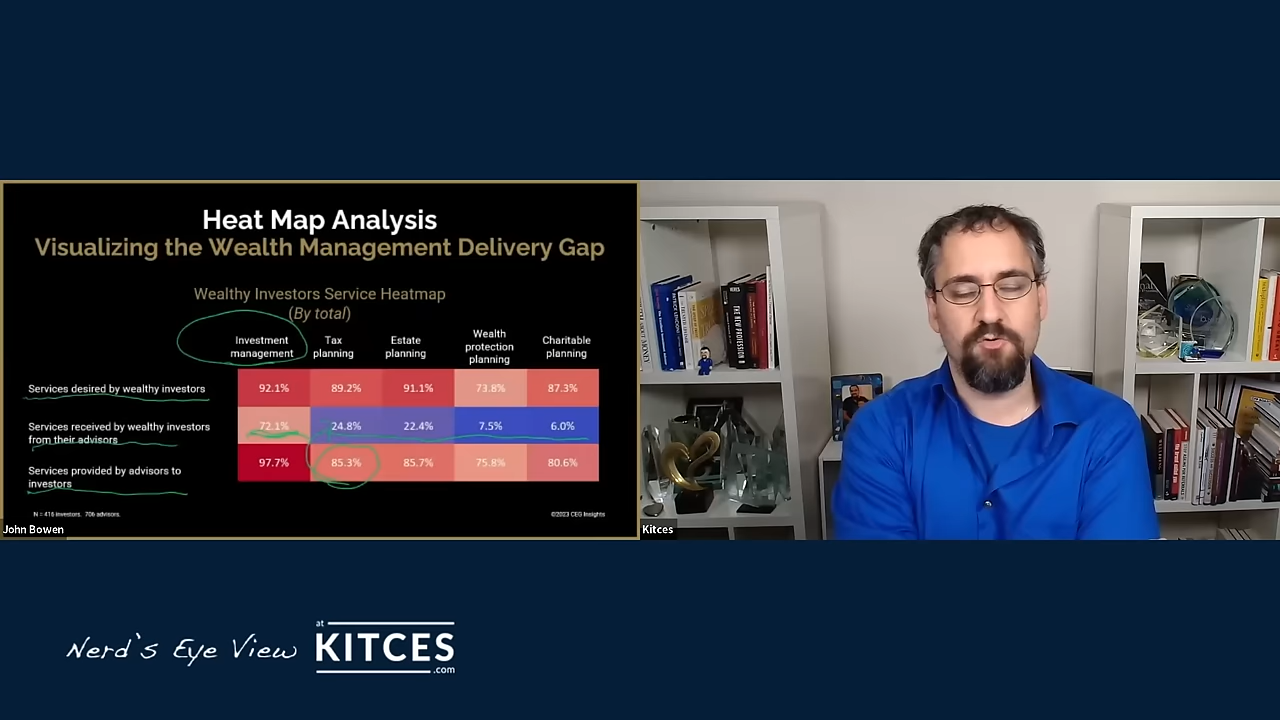 Heat Map Analysis
Visualizing the Wealth Management Delivery Gap
Wealthy Investors Service Heatmap
(By total)
Investment
management
Tax
planning
Estate
planning
Wealth
protection
planning
Charitable
planning
Services desired by wealthy investors
92.1% 89.2% 91.1% 73.8% 87.3%
Services received by wealthy investors
from their advisors
72.1% 24.8% 22.4% 7.5% 6.0%
Services provided by advisors to
investors
97.7% 85.3% 85.7% 75.8% 80.6%
N = 416 investors, 706 advisors.
©2023 CEG Insights
John Bowen
Kitces
THE NEW PROFESSION
Nerd's Eye View
at
KITCES
.com